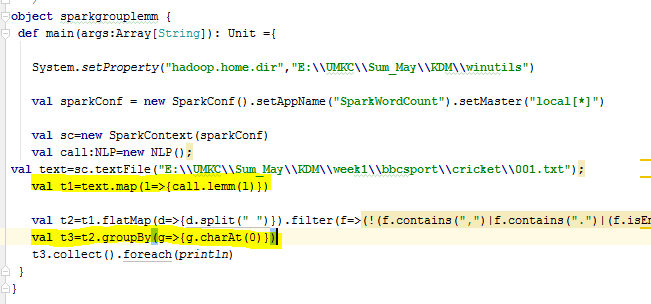 object sparkgrouplemm {
def main(args:Array[String]): Unit ={
System.setProperty("hadoop.home.dir","E:\\UMKC\\Sum_May\\KDM\\winutils")
val sparkConf = new SparkConf().setAppName("SparkWordCount").setMaster("local[*]")
val sc=new SparkContext(sparkConf)
val call:NLP=new NLP();
val text=sc.textFile("E:\\UMKC\\Sum_May\\KDM\\week1\\bbcsport\\cricket\\001.txt");
val t1=text.map(l=>{call.lemm(l)})
val t2=t1.flatMap(d=>{d.split(" ")}).filter(f=>(!(f.contains(",")|f.contains(".")|(f.isEm
val t3=t2.groupBy(g=>{g.charAt(0)})
t3.collect().foreach(println)
}
}